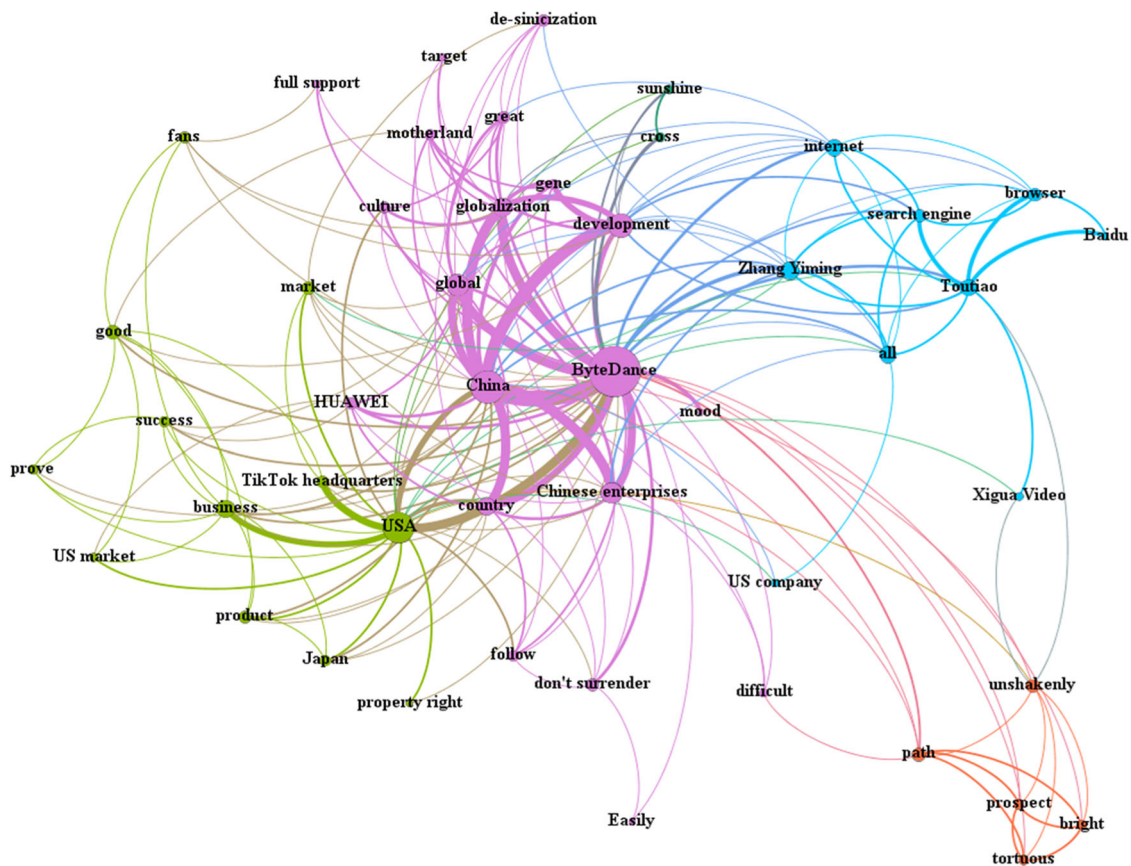 de-sinicization
target
full support
sunshine
great
fans
motherland
cross
internet
gene
browser
culture
globalization
search engine
development
Baidu
Zhang Yiming
global
market
Toutiao
good
all
ByteDance
China
HUAWEI
mood
success
prove
TikTok headquarters
Chinese enterprises
Xigua Video
business
country
USA
US market
US company
product
follow
Japan
don't surrender
unshakenly
difficult
property right
path
prospect
Easily
bright
tortuous